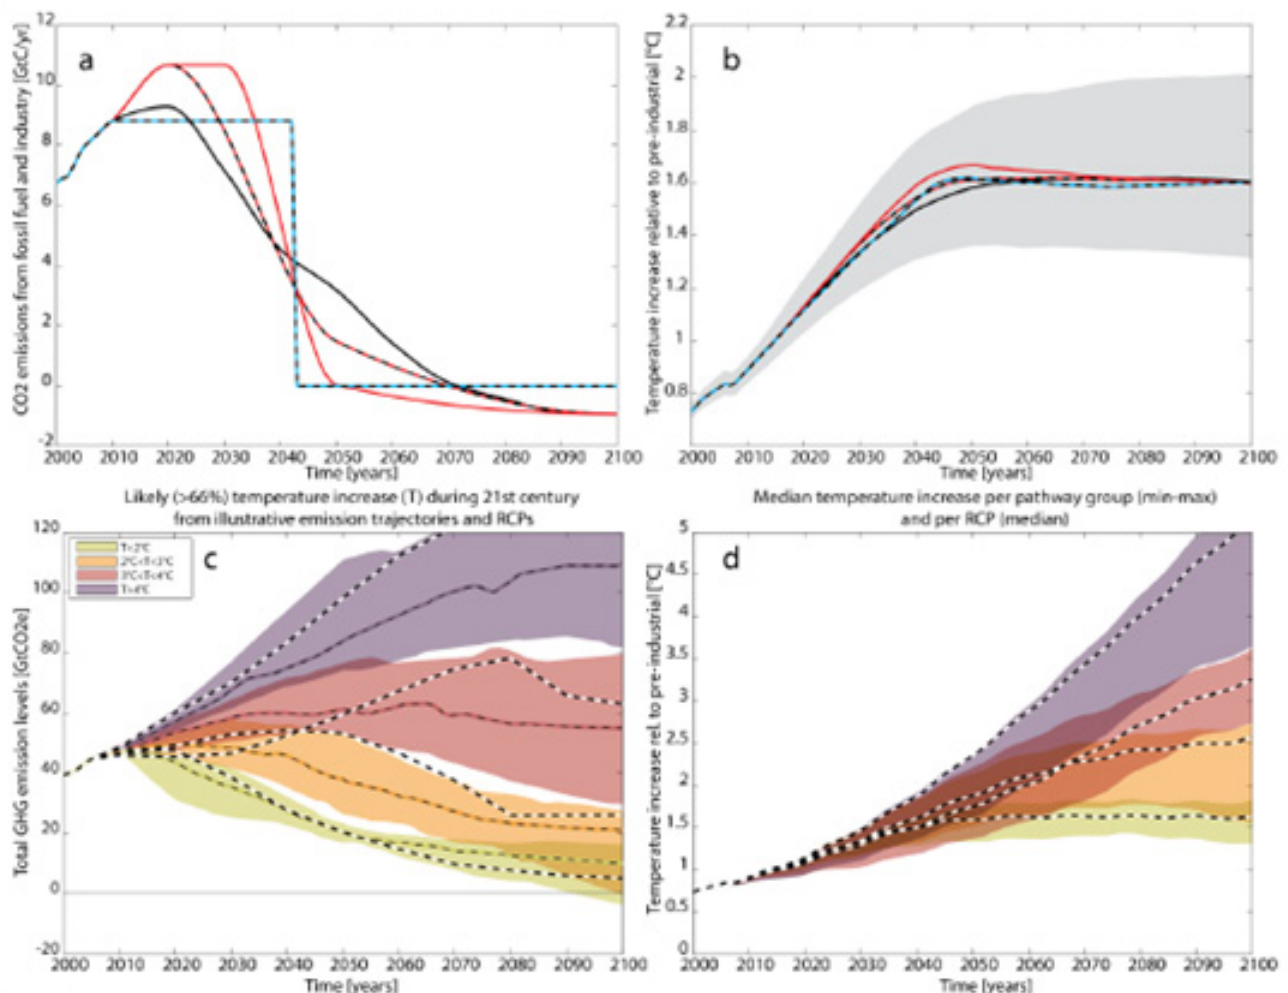 12
10
8
6
4
2
0
-2
CO2 emissions from fossil fuel and industry [GtC/yr]
a
2000 2010 2020 2030 2040 2050 2060 2070 2080 2090 2100
Time [years]
2.2
2
1.8
1.6
1.4
1.2
1
0.8
Temperature increase relative to pre-industrial [°C]
b
2000 2010 2020 2030 2040 2050 2060 2070 2080 2090 2100
Time [years]
Likely (>66%) temperature increase (T) during 21st century
from illustrative emission trajectories and RCPs
120
100
80
60
40
20
0
-20
Total GHG emission levels [GtCO2e]
T<2°C
2°C<T<3°C
3°C<T<4°C
T>4°C
c
2000 2010 2020 2030 2040 2050 2060 2070 2080 2090 2100
Time [years]
Median temperature increase per pathway group (min-max)
and per RCP (median)
5
4.5
4
3.5
3
2.5
2
1.5
1
0.5
0
Temperature increase rel. to pre-industrial [°C]
d
2000 2010 2020 2030 2040 2050 2060 2070 2080 2090 2100
Time [years]